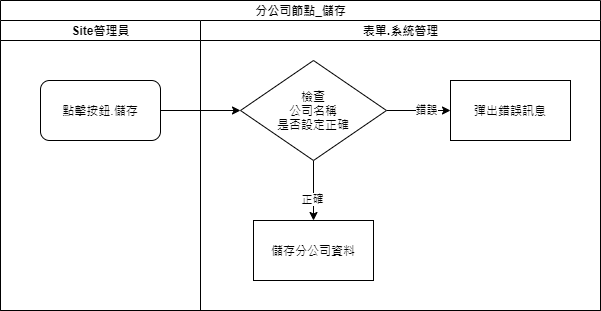 分公司節點_儲存
Site管理員
表單.系統管理
點擊按鈕.儲存
檢查
公司名稱
是否設定正確
錯誤
彈出錯誤訊息
正確
儲存分公司資料